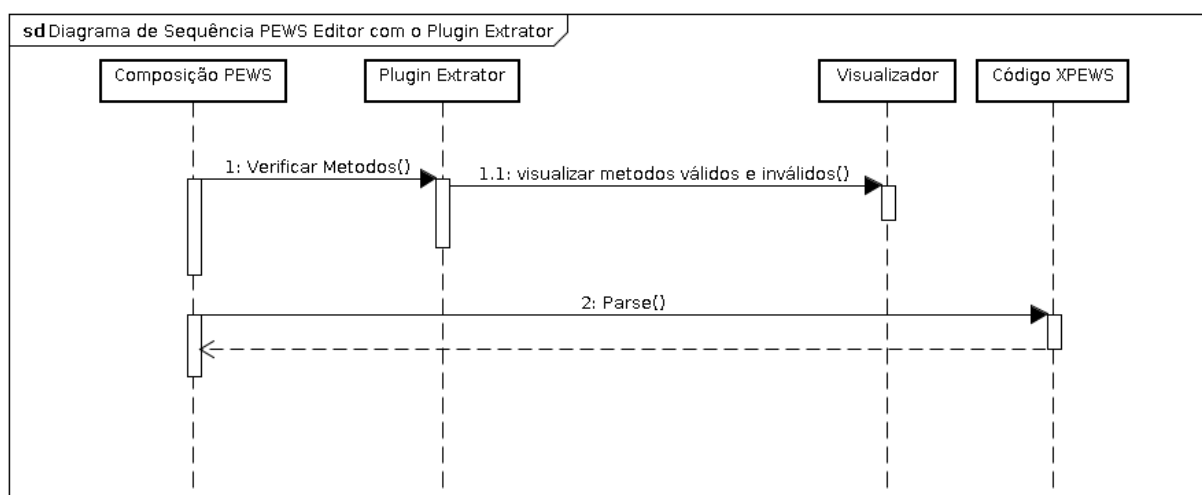 sd Diagrama de Sequência PEWS Editor com o Plugin Extrator
Composição PEWS
Plugin Extrator
Visualizador
Código XPEWS
1: Verificar Metodos()
1.1: visualizar metodos válidos e inválidos()
2: Parse()